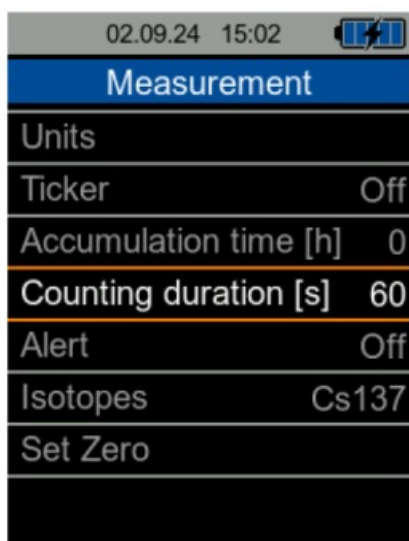 02.09.24 15:02
Measurement
Units
Ticker Off
Accumulation time [h] 0
Counting duration [s] 60
Alert Off
Isotopes Cs137
Set Zero